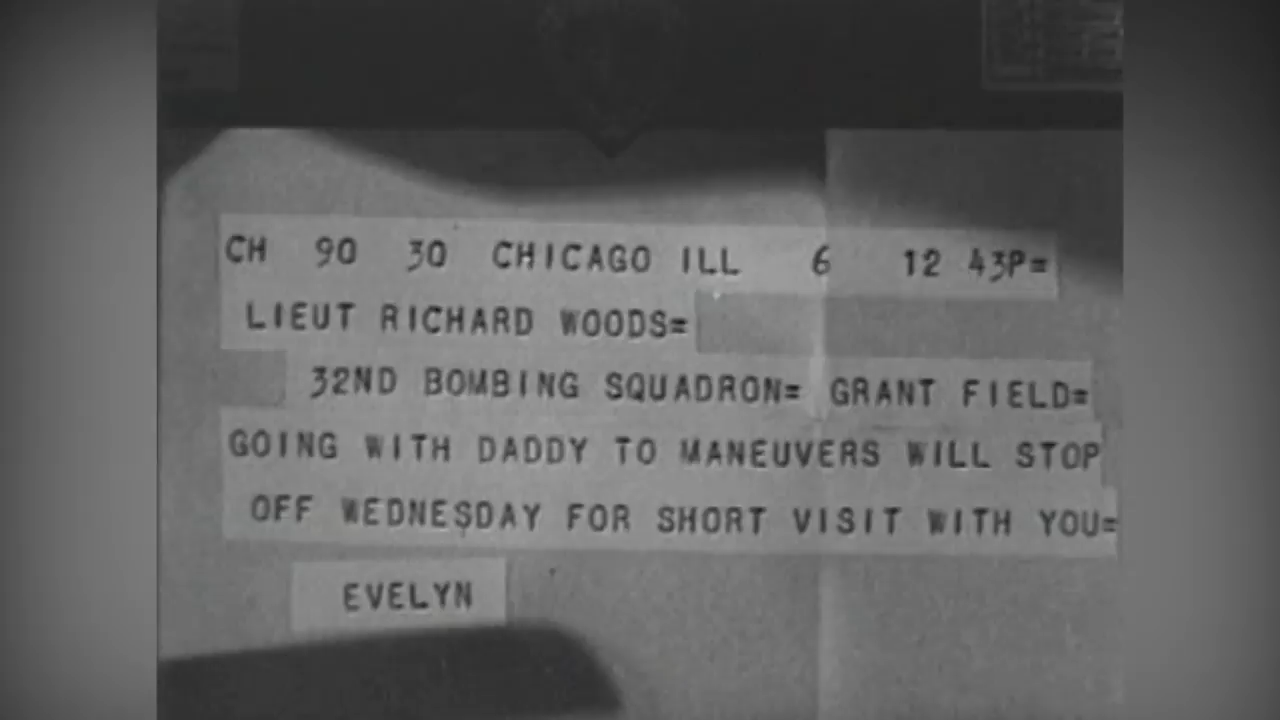 CH 90 30 CHICAGO ILL 6 12 43P=
LIEUT RICHARD WOODS=
32ND BOMBING SQUADRON= GRANT FIELD=
GOING WITH DADDY TO MANEUVERS WILL STOP
OFF WEDNESDAY FOR SHORT VISIT WITH YOU=
EVELYN